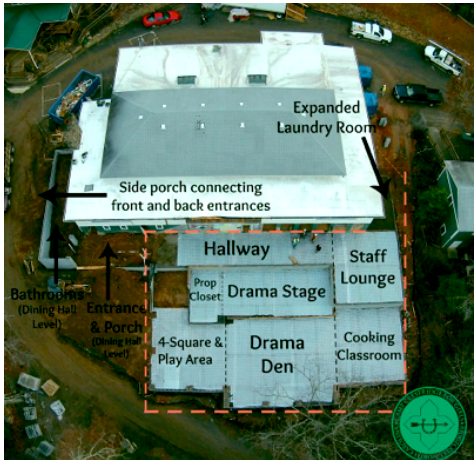 Expanded
Laundry Room
Side porch connecting
front and back entrances
Hallway
Staff
Lounge
Bathrooms
(Dining Hall
Level)
Entrance
& Porch
(Dining Hall
Level)
Prop
Closet
Drama Stage
4-Square &
Play Area
Drama
Den
Cooking
Classroom